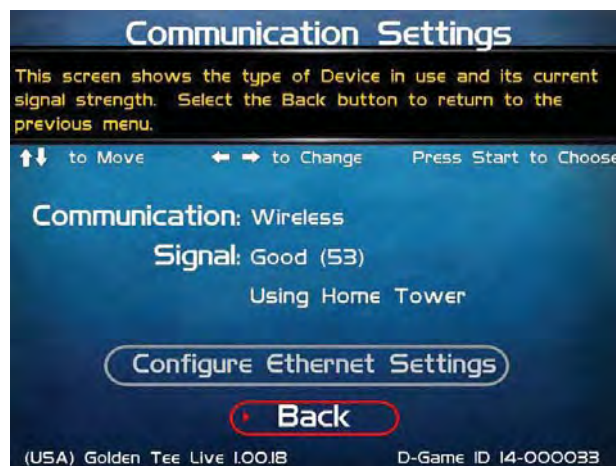 Communication Settings
This screen shows the type of Device in use and its current
signal strength. Select the Back button to return to the
previous menu.
to Move to Change Press Start to Choose
Communication: Wireless
Signal: Good (53)
Using Home Tower
Configure Ethernet Settings
Back
(USA) Golden Tee Live 1.00.18 D-Game ID 14-000033